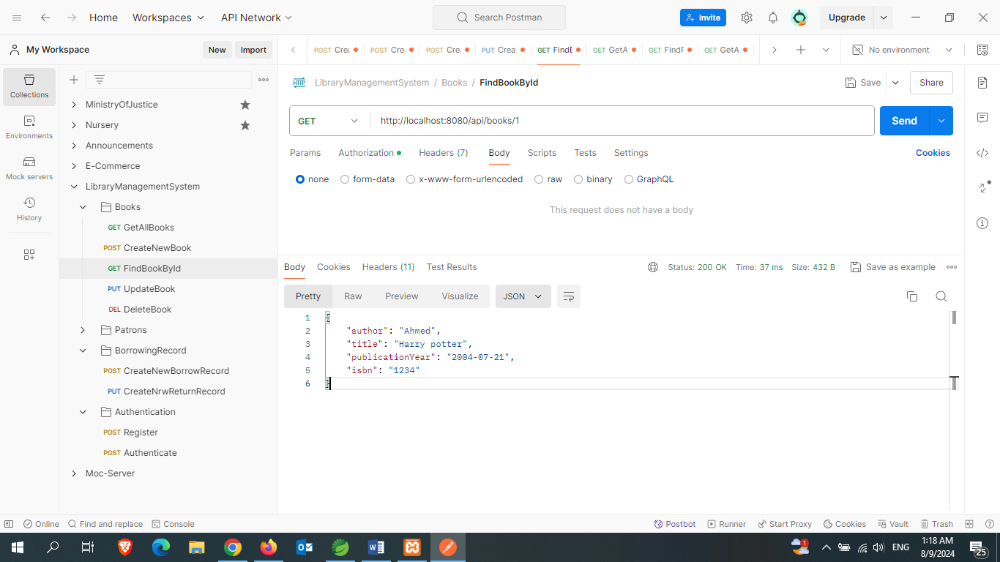 Home Workspaces API Network Search Postman Invite Upgrade
My Workspace New Import POST Crea POST Cre. POST Cre. PUT Crea GET FindE GET GetA GET FindF GET GetA No environment
Collections
Environments
Mock servers
History
MinistryOfJustice
Nursery
Announcements
E-Commerce
LibraryManagementSystem
Books
GET GetAllBooks
POST CreateNewBook
GET FindBookById
PUT UpdateBook
DEL DeleteBook
Patrons
BorrowingRecord
POST CreateNewBorrowRecord
PUT CreateNrwReturnRecord
Authentication
POST Register
POST Authenticate
Moc-Server
HTTP LibraryManagementSystem / Books / FindBookById Save Share
GET http://localhost:8080/api/books/1 Send
Params Authorization Headers (7) Body Scripts Tests Settings Cookies
none form-data x-www-form-urlencoded raw binary GraphQL
This request does not have a body
Body Cookies Headers (11) Test Results Status: 200 OK Time: 37 ms Size: 432 B Save as example
Pretty Raw Preview Visualize JSON
1 {
2 "author": "Ahmed",
3 "title": "Harry potter",
4 "publicationYear": "2004-07-21",
5 "isbn": "1234"
6 }
Online Find and replace Console Postbot Runner Start Proxy Cookies Vault Trash
1 ENG 1:18 AM
8/9/2024 25